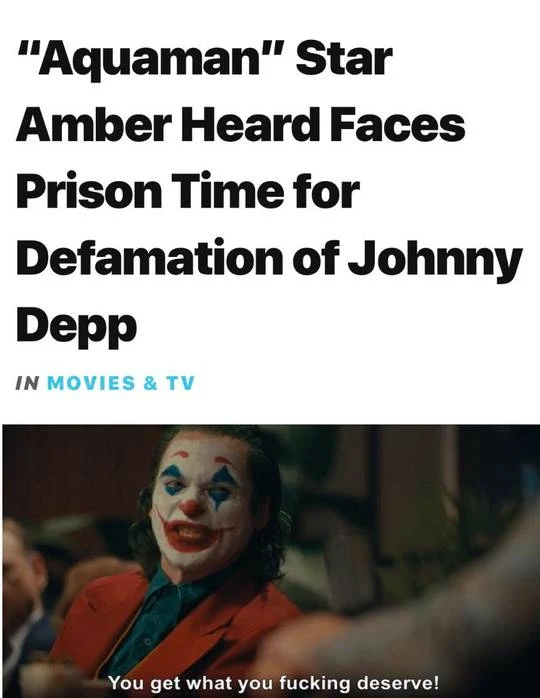 “Aquaman” Star
Amber Heard Faces
Prison Time for
Defamation of Johnny
Depp
IN MOVIES & TV
You get what you fucking deserve!